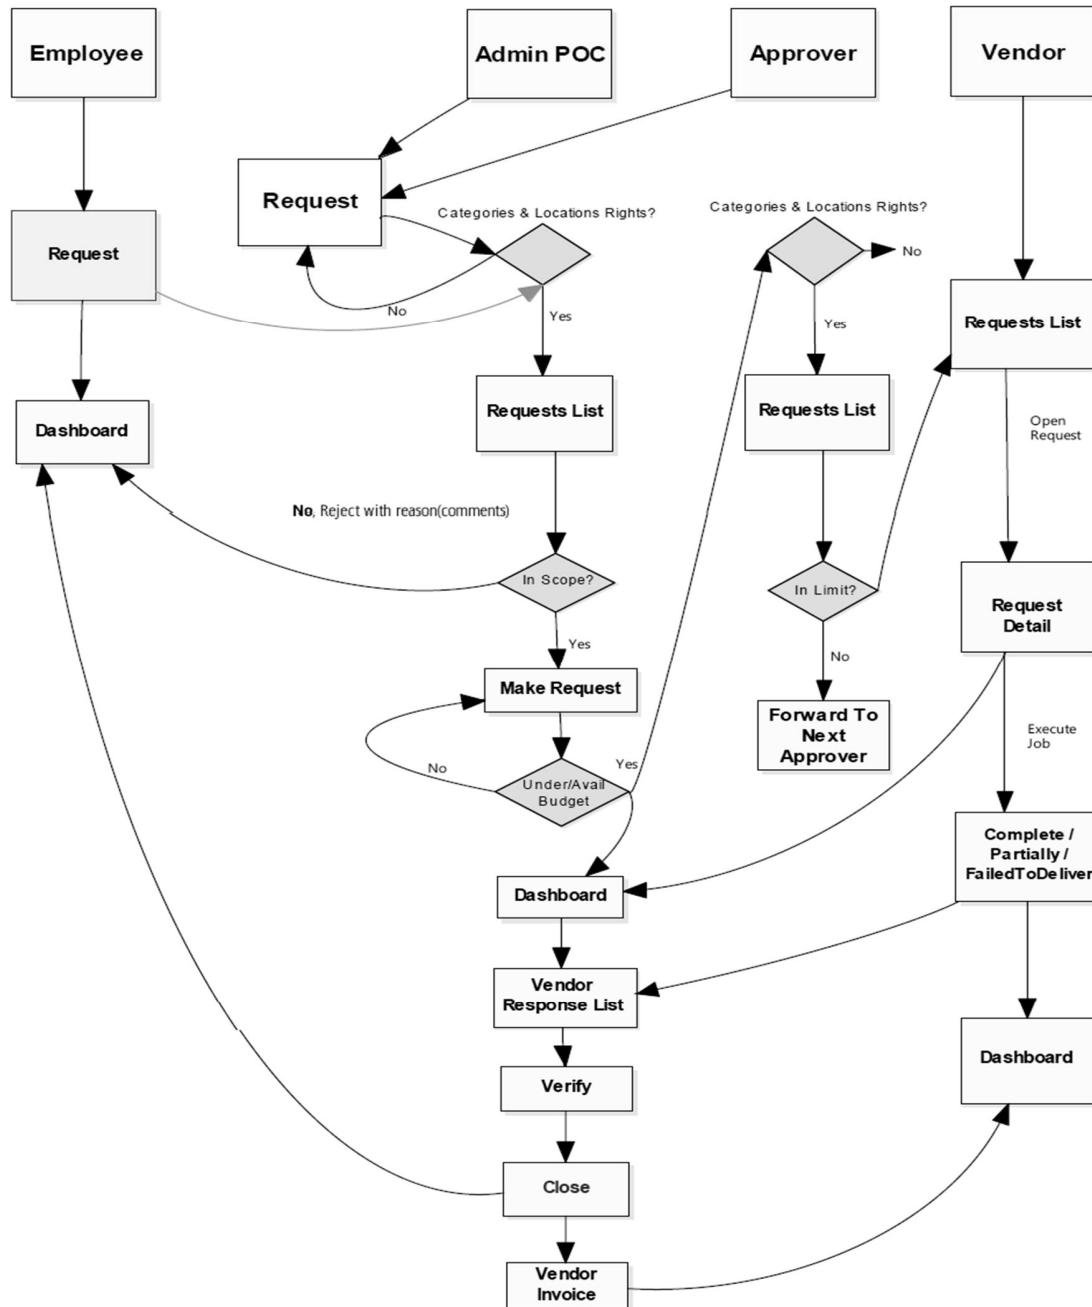 Employee
Admin POC
Approver
Vendor
Request
Categories & Locations Rights?
Categories & Locations Rights?
No
Request
No
Yes
Yes
Requests List
Requests List
Requests List
Dashboard
Open
Request
No, Reject with reason(comments)
In Scope?
In Limit?
Request
Detail
Yes
No
Make Request
Forward To
Next
Approver
Execute
Job
No
Yes
Under/Avail
Budget
Complete /
Partially /
FailedToDeliver
Dashboard
Vendor
Response List
Dashboard
Verify
Close
Vendor
Invoice